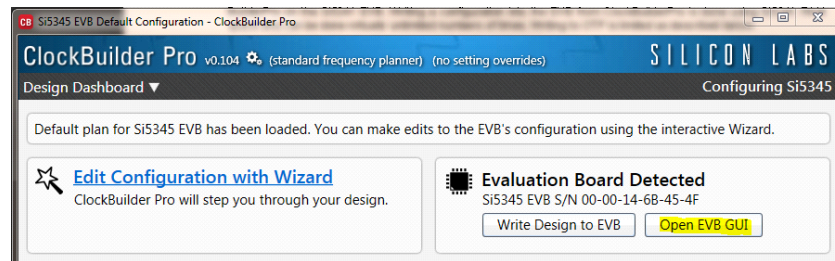 CB Si5345 EVB Default Configuration - ClockBuilder Pro
ClockBuilder Pro v0.104 (standard frequency planner) (no setting overrides) SILICON LABS
Design Dashboard ▼ Configuring Si5345
Default plan for Si5345 EVB has been loaded. You can make edits to the EVB's configuration using the interactive Wizard.
Edit Configuration with Wizard
ClockBuilder Pro will step you through your design.
Evaluation Board Detected
Si5345 EVB S/N 00-00-14-6B-45-4F
Write Design to EVB Open EVB GUI